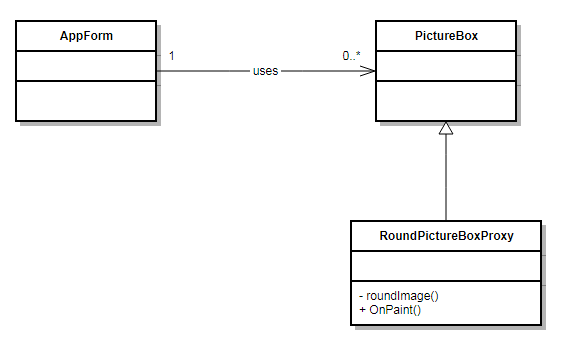 AppForm
PictureBox
1
0..*
uses
RoundPictureBoxProxy
- roundImage()
+ OnPaint()